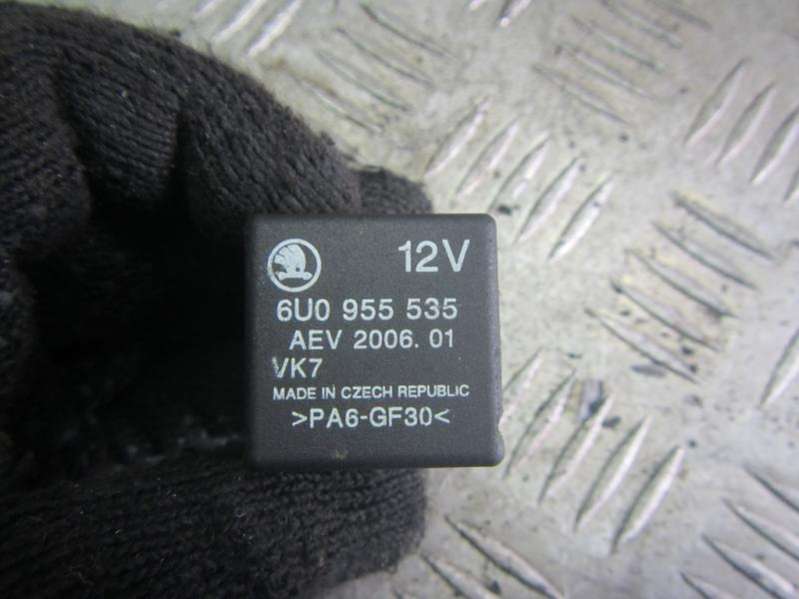 12V
6U0 955 535
AEV 2006.01
VK7
MADE IN CZECH REPUBLIC
>PA6-GF30<